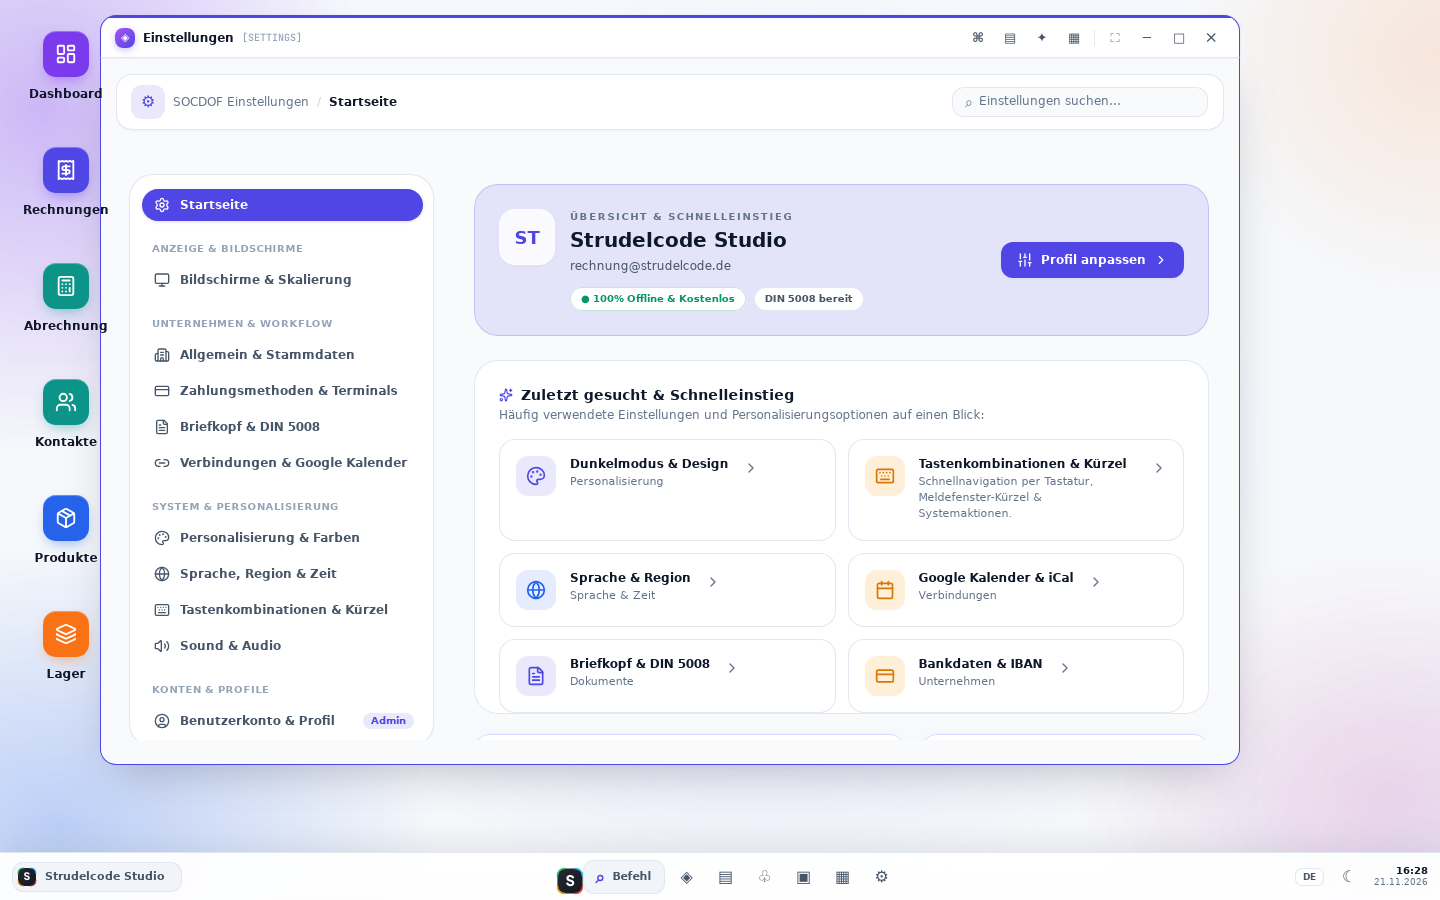 Dashboard
Rechnungen
Abrechnung
Kontakte
Produkte
Lager
Einstellungen [SETTINGS]
SOCDOF Einstellungen / Startseite
Einstellungen suchen...
Startseite
ANZEIGE & BILDSCHIRME
Bildschirme & Skalierung
UNTERNEHMEN & WORKFLOW
Allgemein & Stammdaten
Zahlungsmethoden & Terminals
Briefkopf & DIN 5008
Verbindungen & Google Kalender
SYSTEM & PERSONALISIERUNG
Personalisierung & Farben
Sprache, Region & Zeit
Tastenkombinationen & Kürzel
Sound & Audio
KONTEN & PROFILE
Benutzerkonto & Profil Admin
ST
ÜBERSICHT & SCHNELLEINSTIEG
Strudelcode Studio
rechnung@strudelcode.de
● 100% Offline & Kostenlos DIN 5008 bereit
Profil anpassen
Zuletzt gesucht & Schnelleinstieg
Häufig verwendete Einstellungen und Personalisierungsoptionen auf einen Blick:
Dunkelmodus & Design
Personalisierung
Tastenkombinationen & Kürzel
Schnellnavigation per Tastatur,
Meldefenster-Kürzel &
Systemaktionen.
Sprache & Region
Sprache & Zeit
Google Kalender & iCal
Verbindungen
Briefkopf & DIN 5008
Dokumente
Bankdaten & IBAN
Unternehmen
S Strudelcode Studio
S Befehl
DE
16:28
21.11.2026